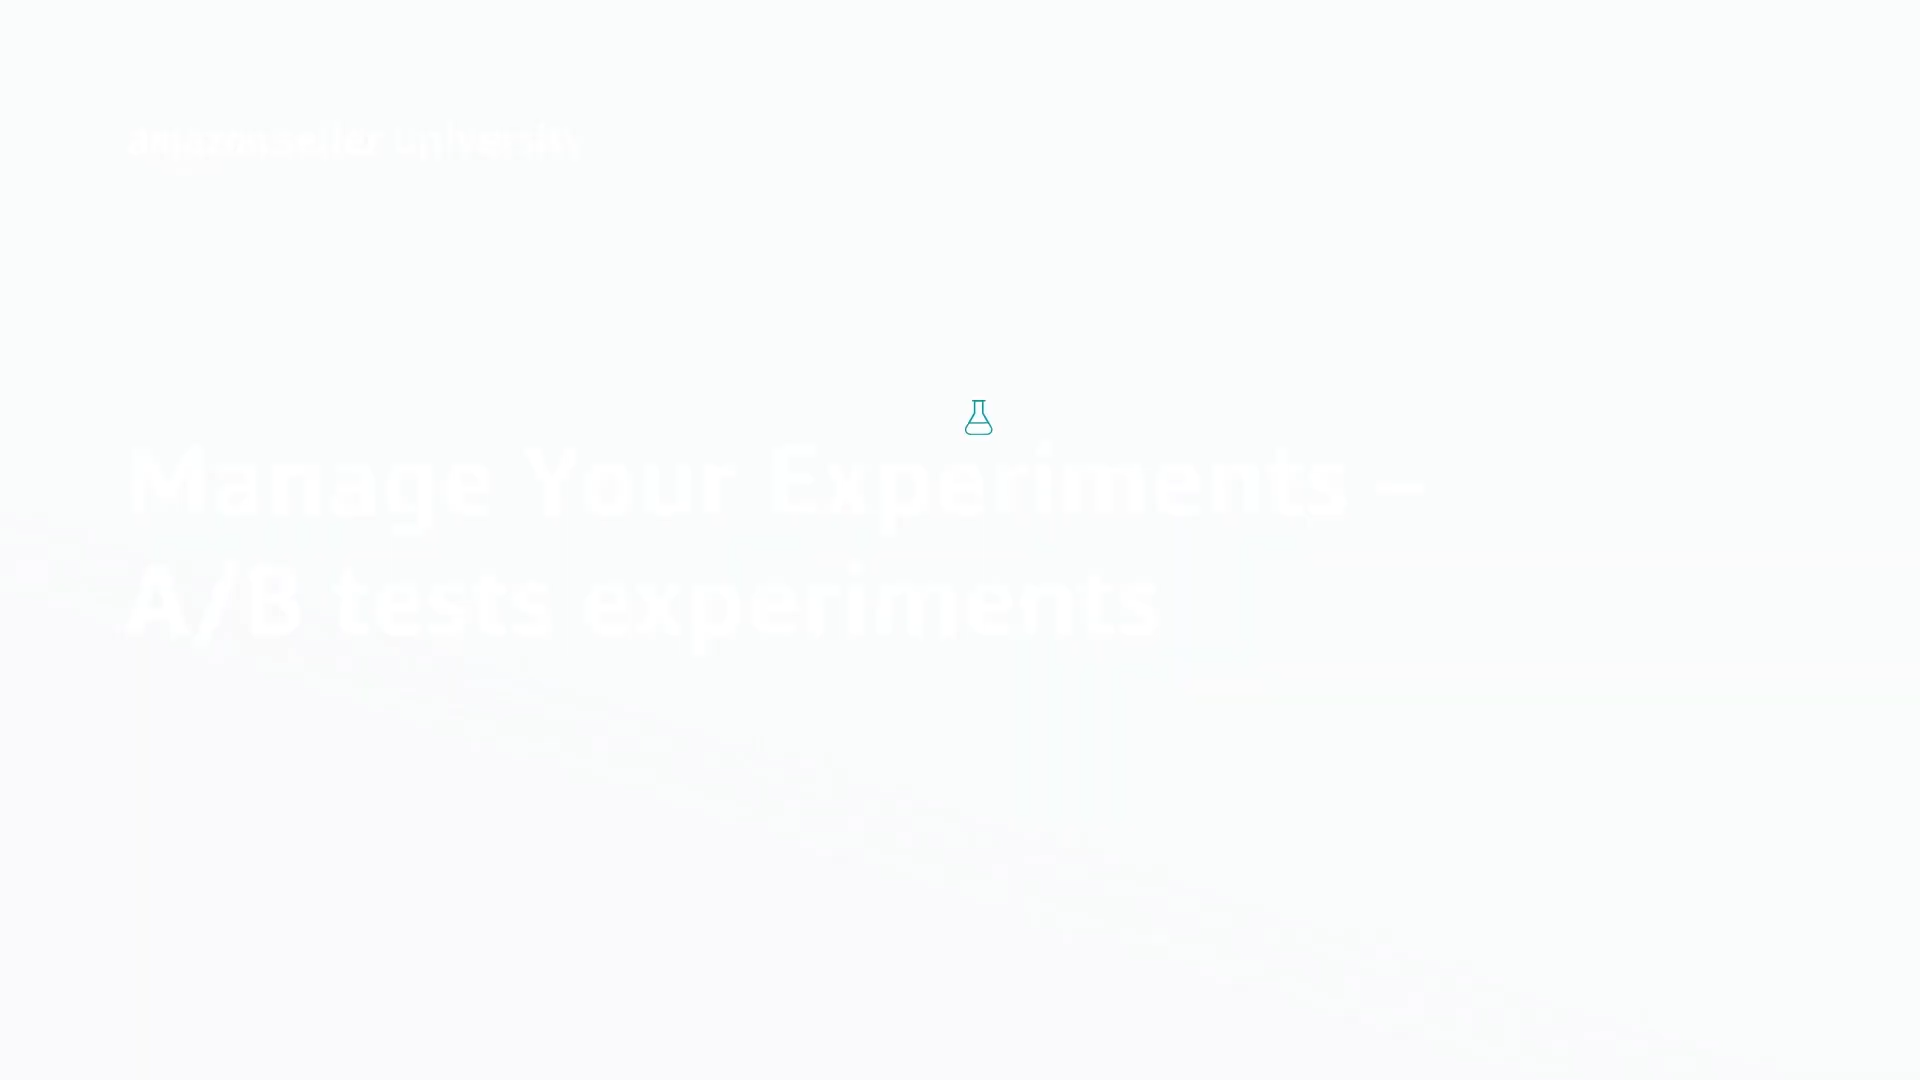 amazon seller university
Manage Your Experiments –
A/B tests experiments